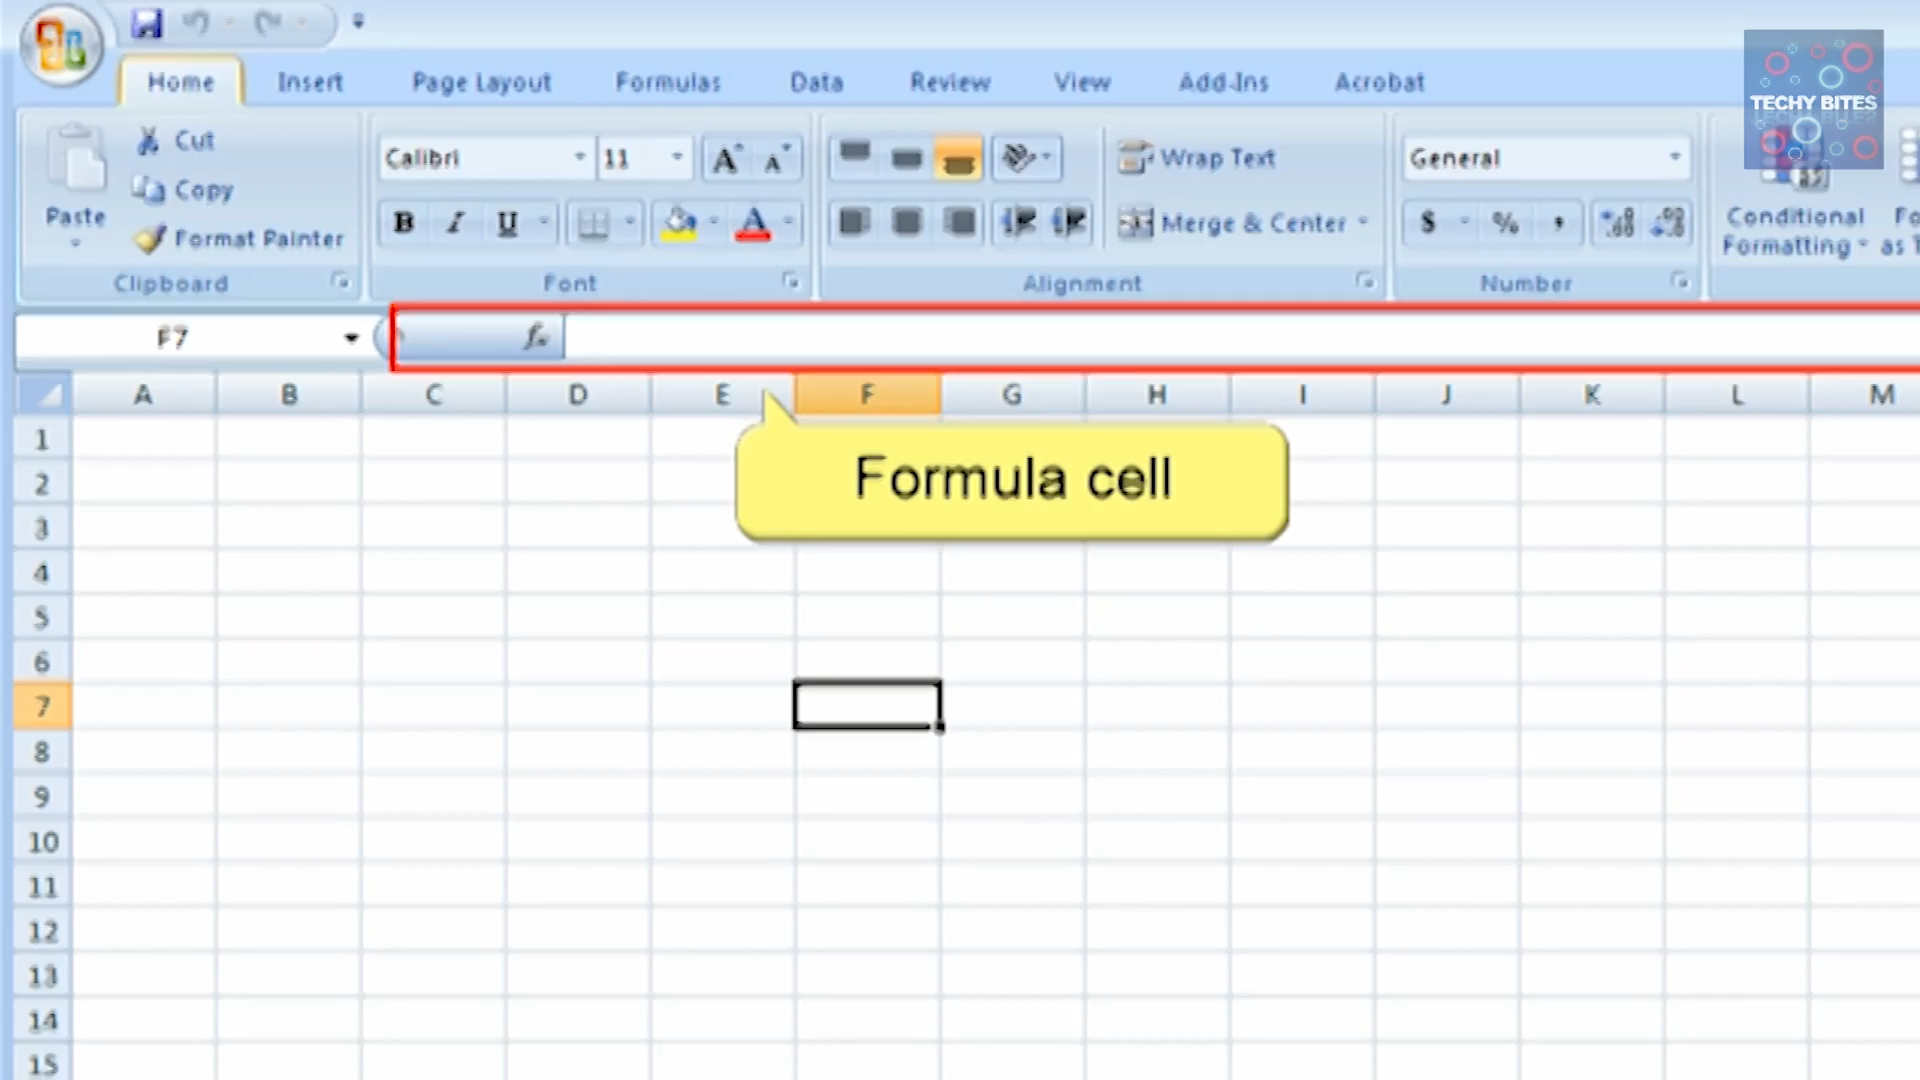 Home Insert Page Layout Formulas Data Review View Add-Ins Acrobat
TECHY BITES
Cut
Calibri 11 A A
Wrap Text
General
Copy
Paste
B I U A
Merge & Center
$ % ,
Conditional
Format Painter
Formatting
Clipboard Font Alignment Number
F7 fx
A B C D E F G H I J K L M
1
Formula cell
2
3
4
5
6
7
8
9
10
11
12
13
14
15